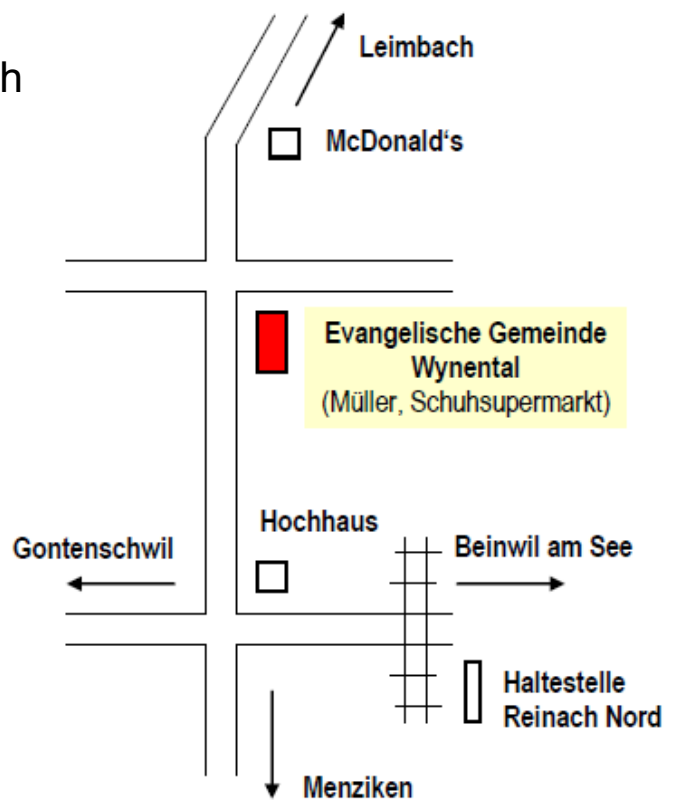 Leimbach
h
McDonald‘s
Evangelische Gemeinde
Wynental
(Müller, Schuhsupermarkt)
Hochhaus
Gontenschwil
Beinwil am See
Haltestelle
Reinach Nord
Menziken